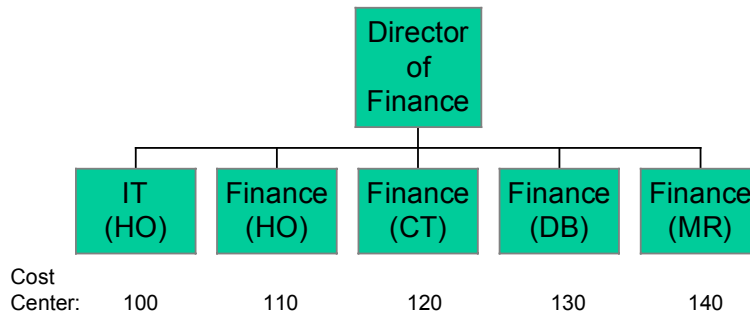 Director
of
Finance
IT
(HO)
Finance
(HO)
Finance
(CT)
Finance
(DB)
Finance
(MR)
Cost
Center: 100 110 120 130 140